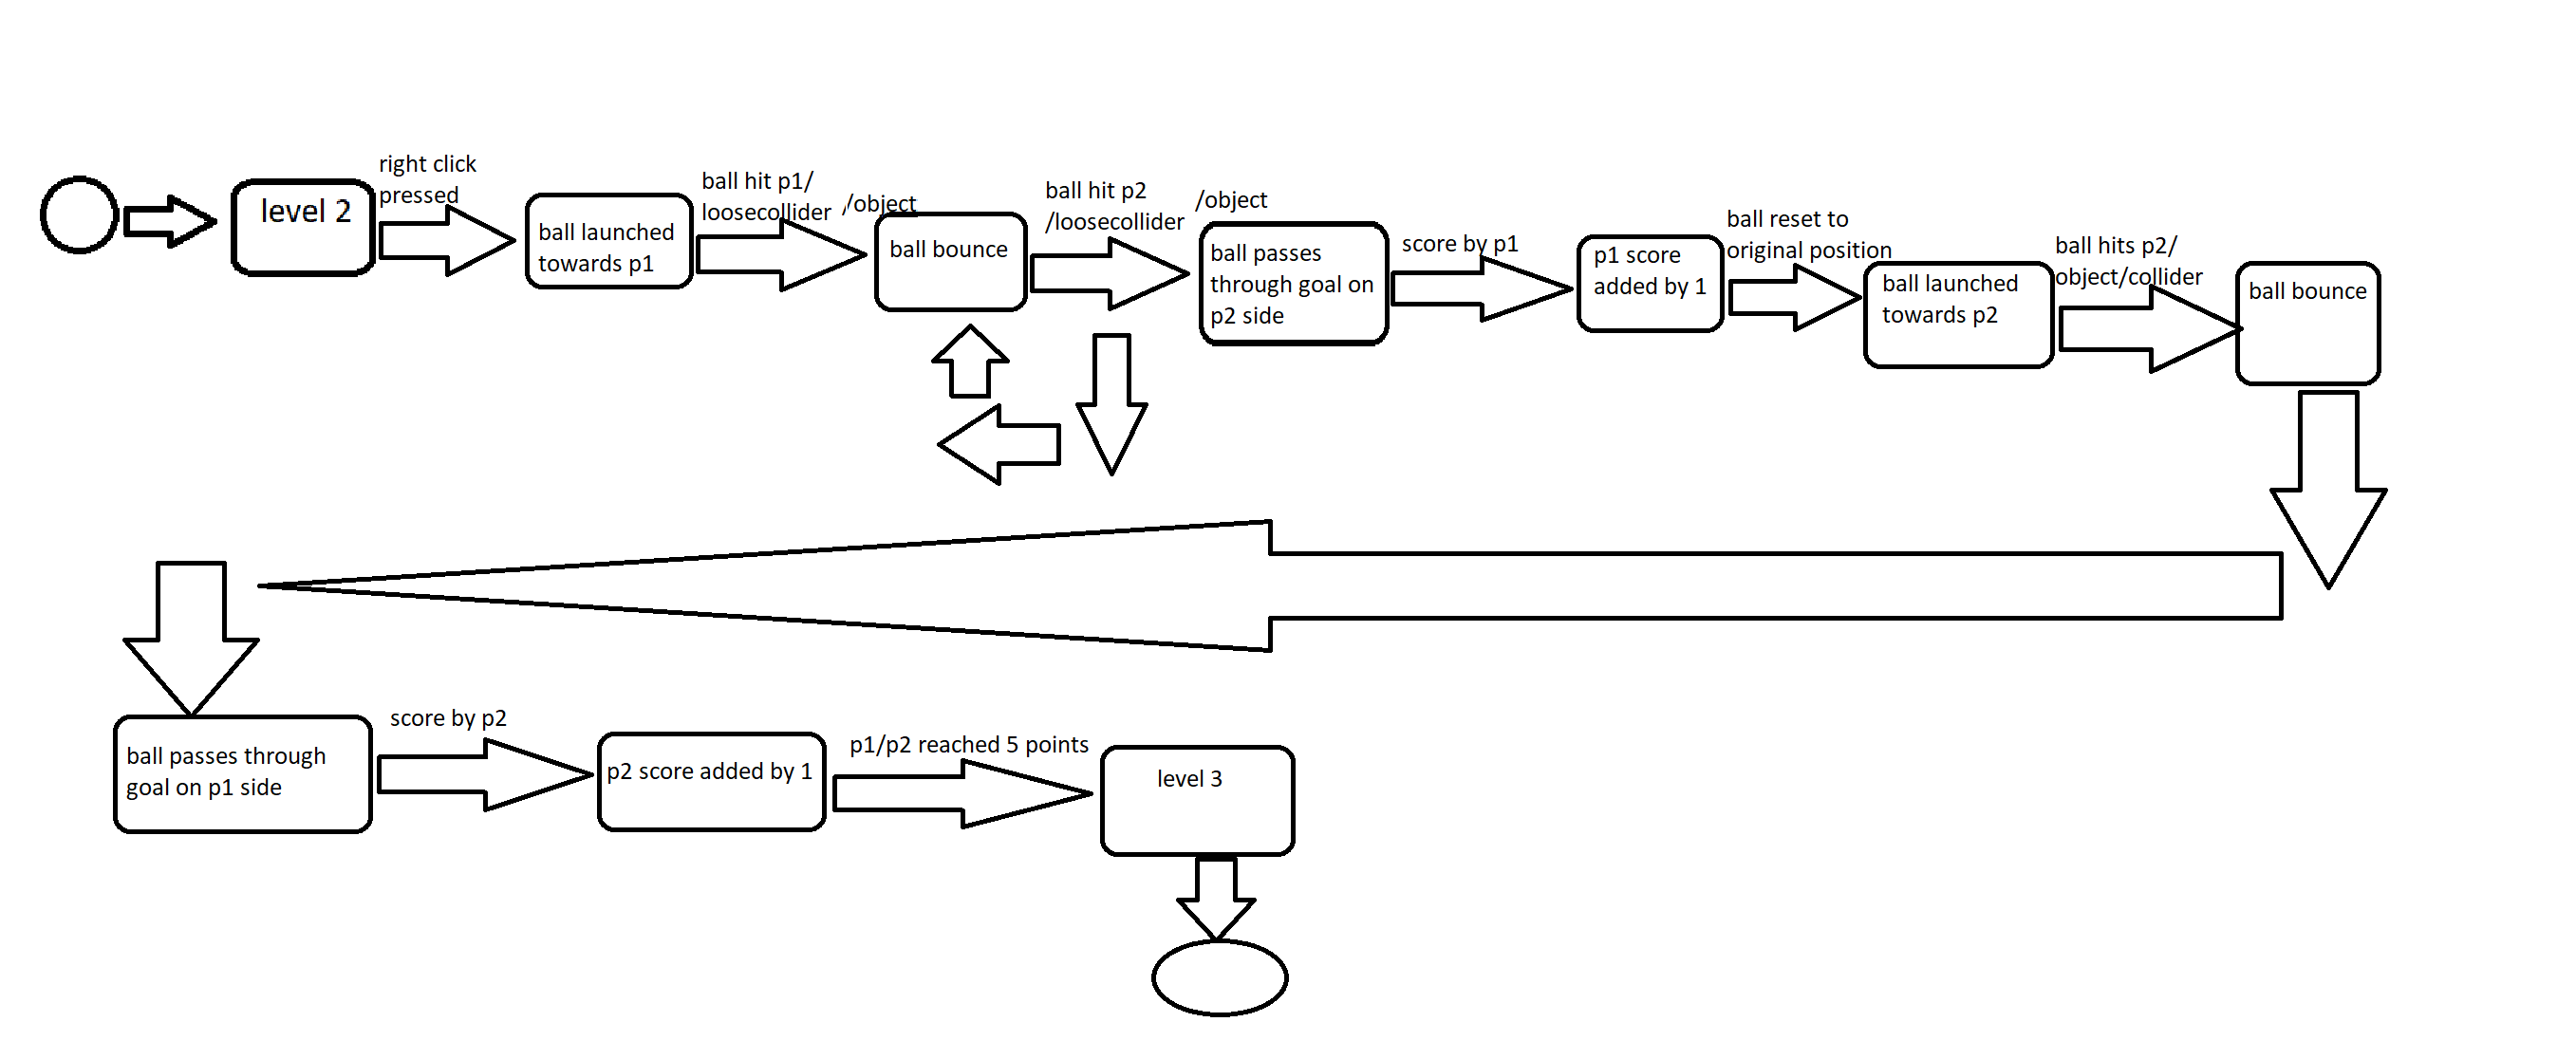 level 2
right click
pressed
ball launched
towards p1
ball hit p1/
loosecollider
/object
ball bounce
ball hit p2
/loosecollider
/object
ball passes
through goal on
p2 side
score by p1
p1 score
added by 1
ball reset to
original position
ball launched
towards p2
ball hits p2/
object/collider
ball bounce
ball passes through
goal on p1 side
score by p2
p2 score added by 1
p1/p2 reached 5 points
level 3